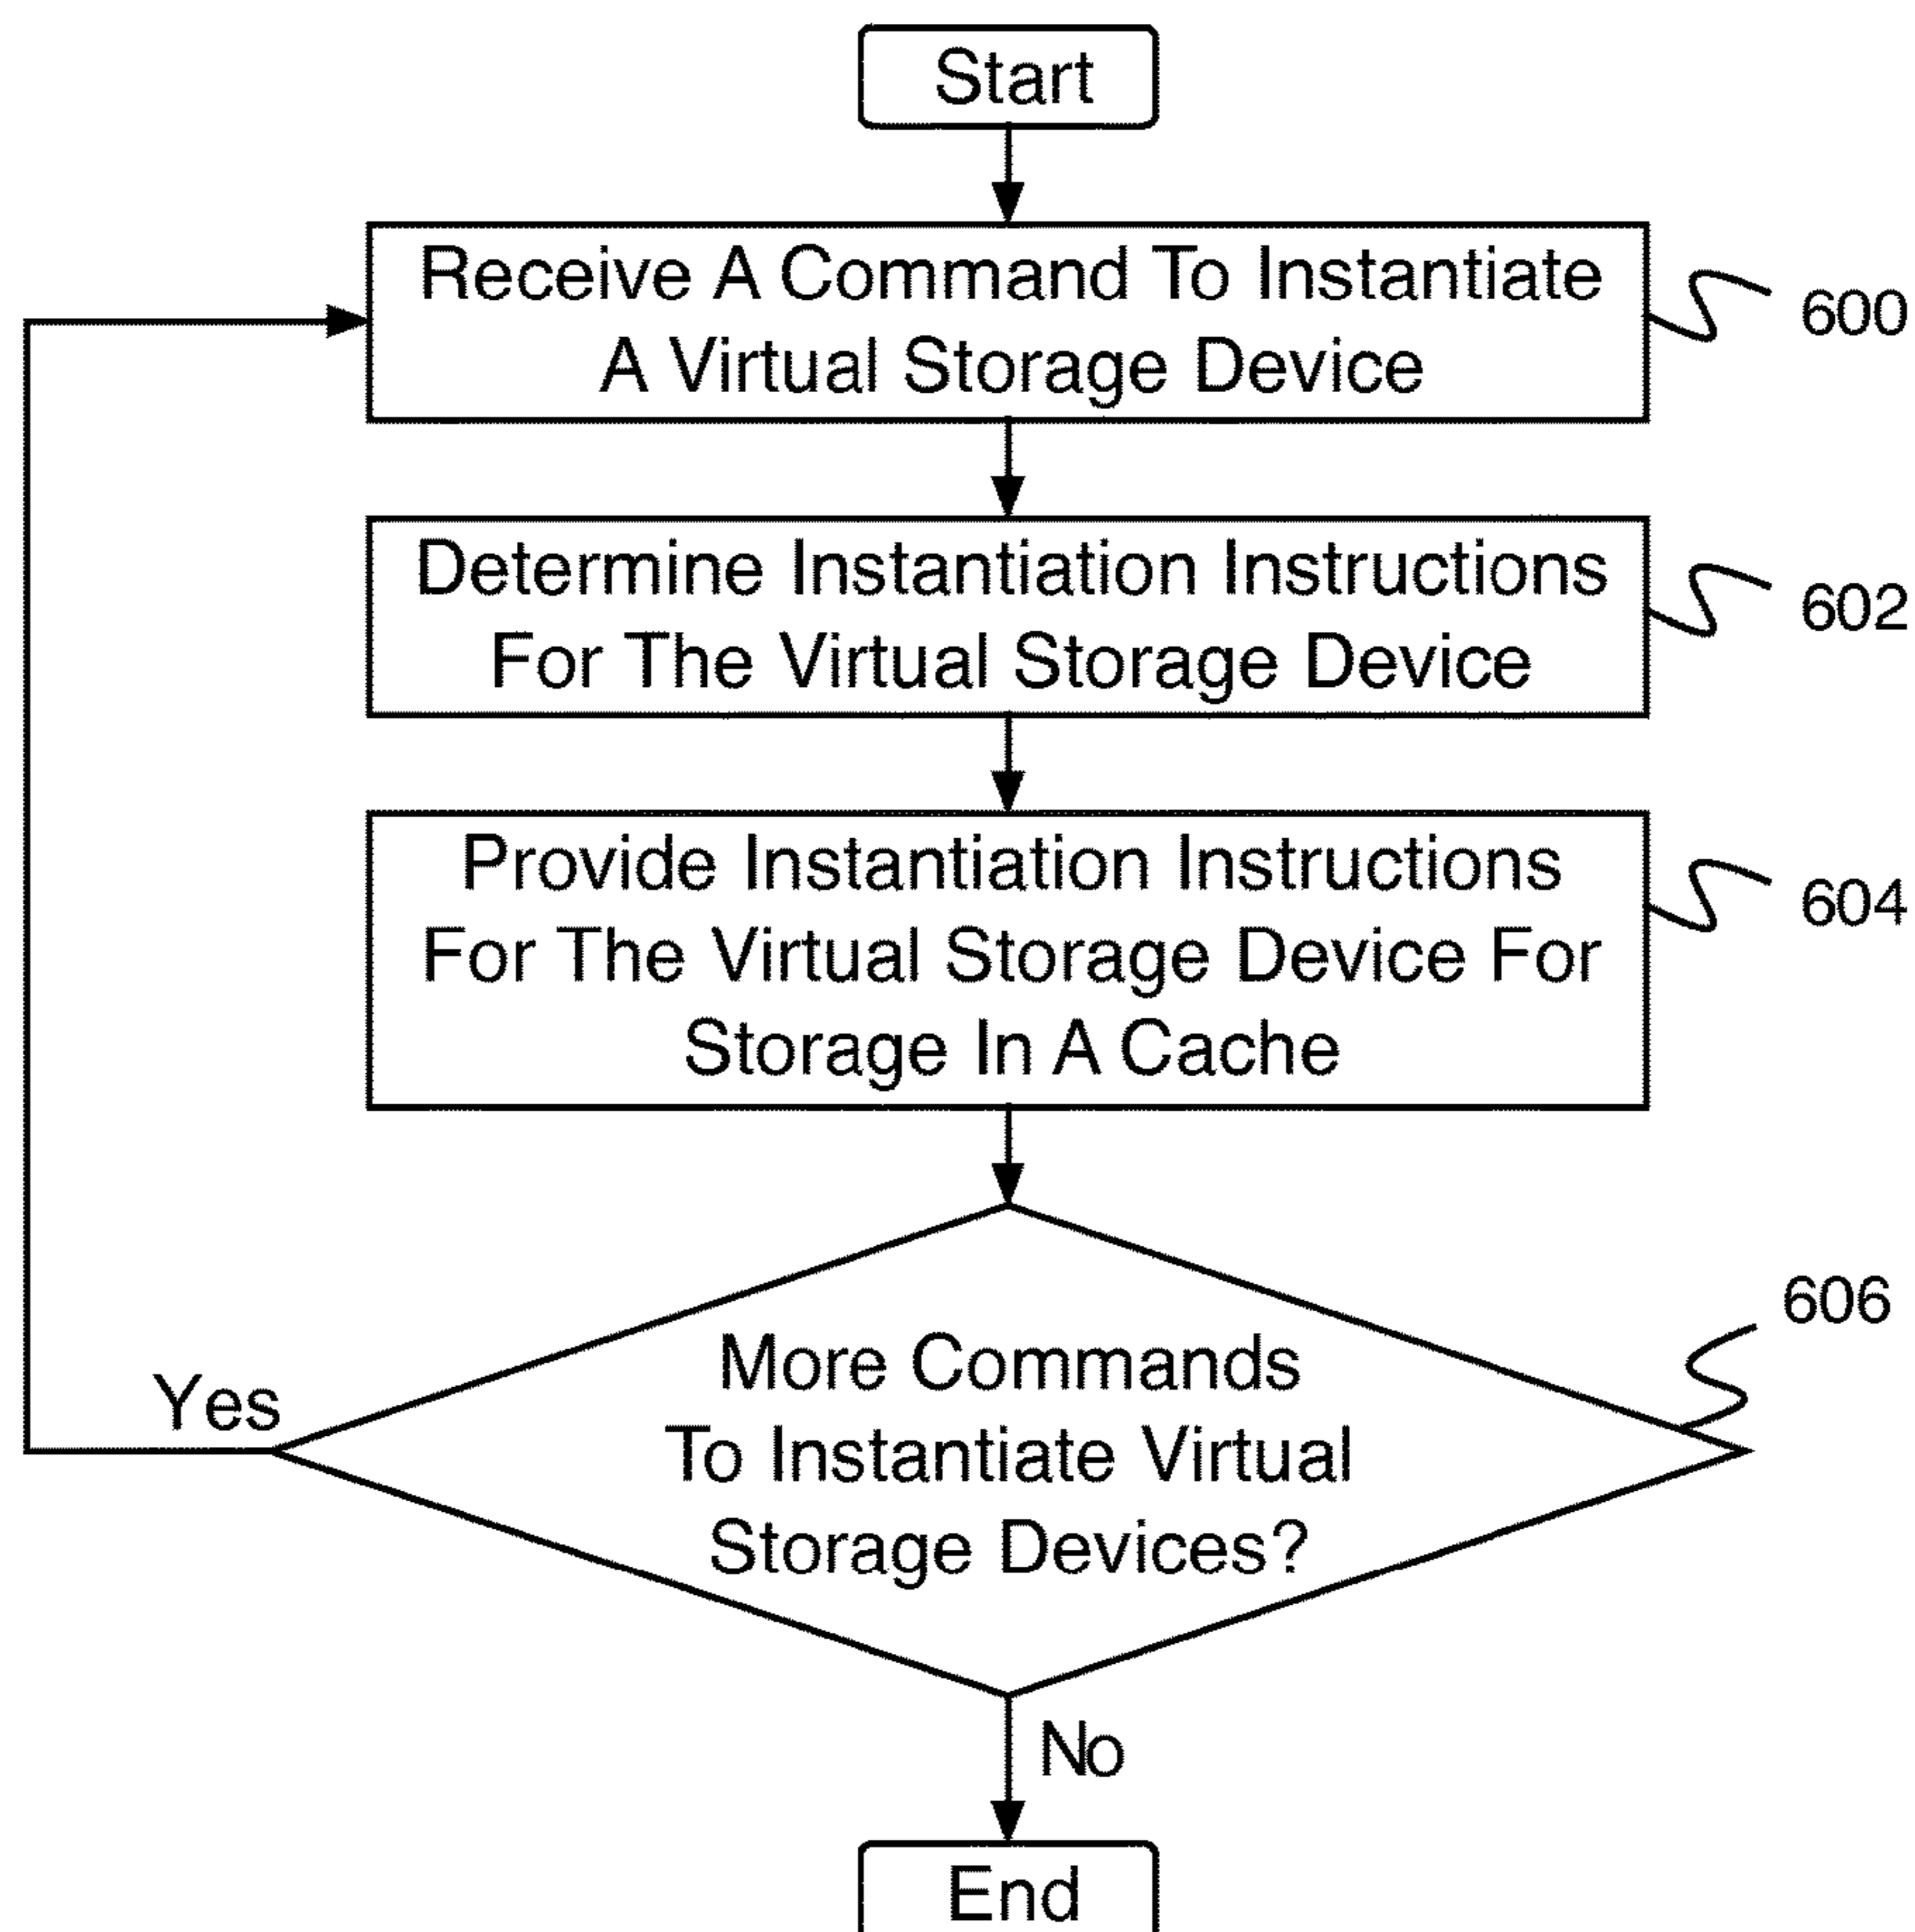 Start
Receive A Command To Instantiate
A Virtual Storage Device
600
Determine Instantiation Instructions
For The Virtual Storage Device
602
Provide Instantiation Instructions
For The Virtual Storage Device For
Storage In A Cache
604
606
More Commands
To Instantiate Virtual
Storage Devices?
Yes
No
End